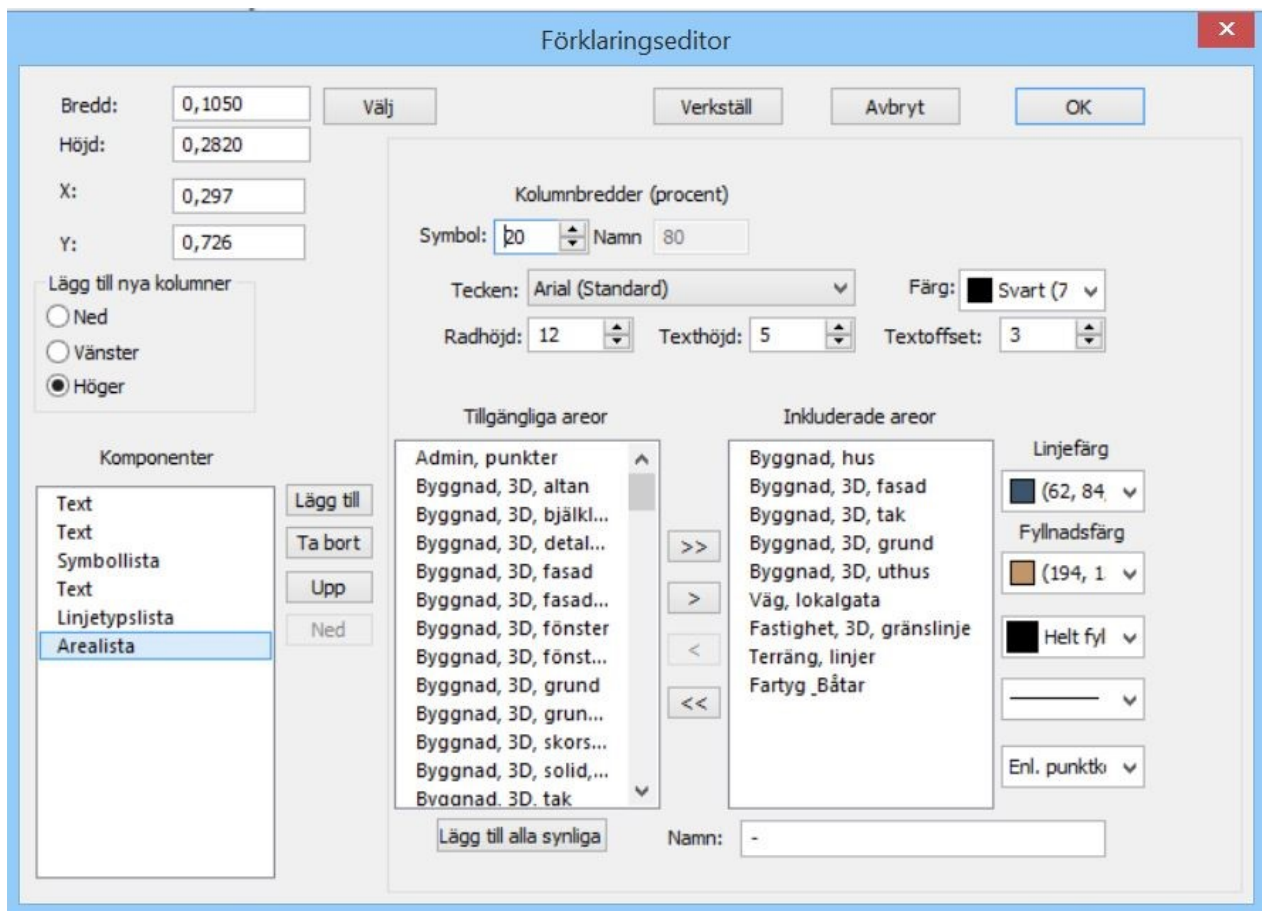 Förklaringseditor
Bredd: 0,1050 Välj Verkställ Avbryt OK
Höjd: 0,2820
X: 0,297
Y: 0,726
Kolumnbredder (procent)
Symbol: 20 Namn 80
Lägg till nya kolumner
Ned
Vänster
Höger
Tecken: Arial (Standard) Färg: Svart (7
Radhöjd: 12 Texthöjd: 5 Textoffset: 3
Komponenter
Text
Text
Symbollista
Text
Linjetypslista
Arealista
Lägg till
Ta bort
Upp
Ned
Tillgängliga areor
Admin, punkter
Byggnad, 3D, altan
Byggnad, 3D, bjälkl...
Byggnad, 3D, detal...
Byggnad, 3D, fasad
Byggnad, 3D, fasad...
Byggnad, 3D, fönster
Byggnad, 3D, fönst...
Byggnad, 3D, grund
Byggnad, 3D, grun...
Byggnad, 3D, skors...
Byggnad, 3D, solid,...
Byggnad, 3D, tak
Lägg till alla synliga
>>
>
<
<<
Inkluderade areor
Byggnad, hus
Byggnad, 3D, fasad
Byggnad, 3D, tak
Byggnad, 3D, grund
Byggnad, 3D, uthus
Väg, lokalgata
Fastighet, 3D, gränslinje
Terräng, linjer
Fartyg _Båtar
Namn: -
Linjefärg
(62, 84,
Fyllnadsfärg
(194, 1
Helt fyl
Enl. punktk